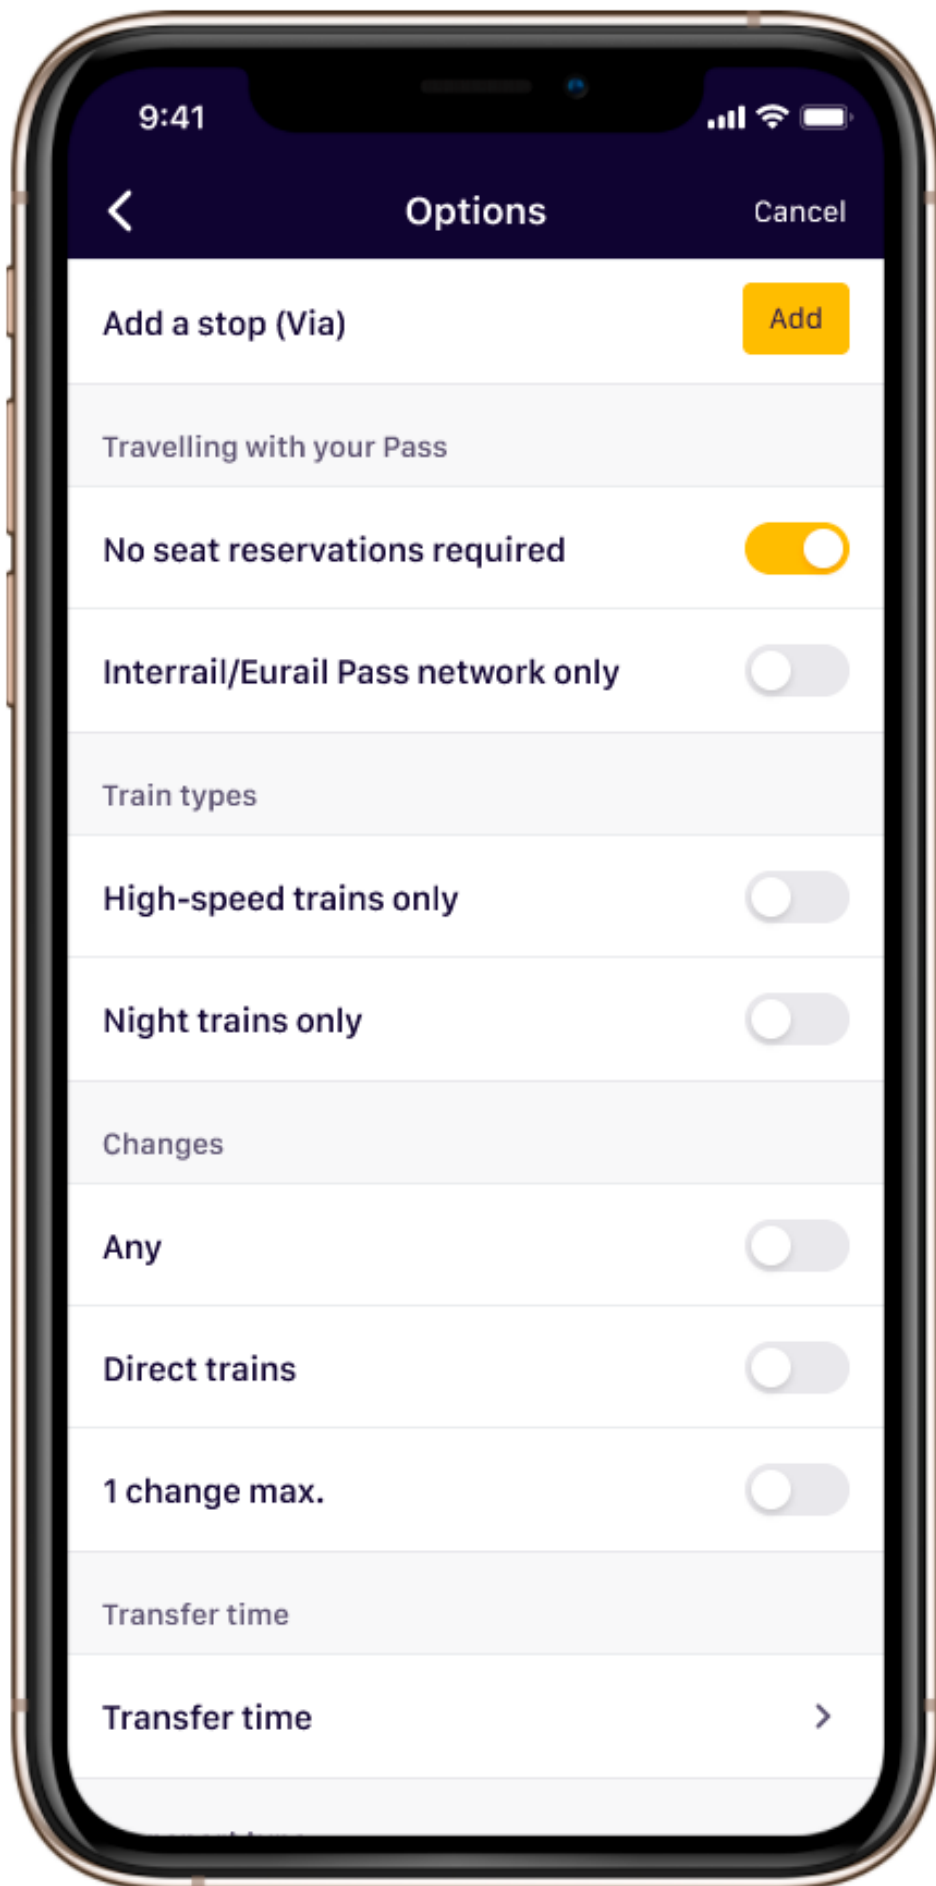 9:41
Options
Cancel
Add a stop (Via)
Add
Travelling with your Pass
No seat reservations required
Interrail/Eurail Pass network only
Train types
High-speed trains only
Night trains only
Changes
Any
Direct trains
1 change max.
Transfer time
Transfer time